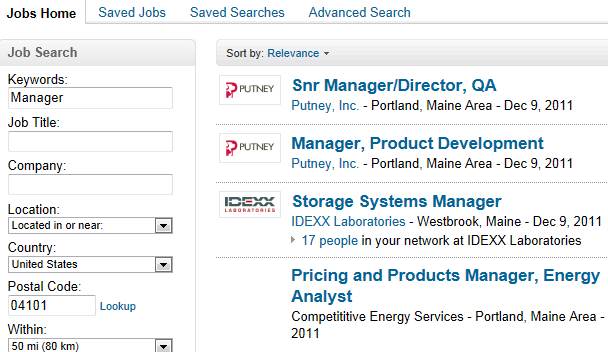 Jobs Home Saved Jobs Saved Searches Advanced Search
Job Search
Keywords:
Manager
Job Title:
Company:
Location:
Located in or near:
Country:
United States
Postal Code:
04101 Lookup
Within:
50 mi (80 km)
Sort by: Relevance
PUTNEY
Snr Manager/Director, QA
Putney, Inc. - Portland, Maine Area - Dec 9, 2011
PUTNEY
Manager, Product Development
Putney, Inc. - Portland, Maine Area - Dec 9, 2011
IDEXX
LABORATORIES
Storage Systems Manager
IDEXX Laboratories - Westbrook, Maine - Dec 9, 2011
17 people in your network at IDEXX Laboratories
Pricing and Products Manager, Energy
Analyst
Competititive Energy Services - Portland, Maine Area -
2011